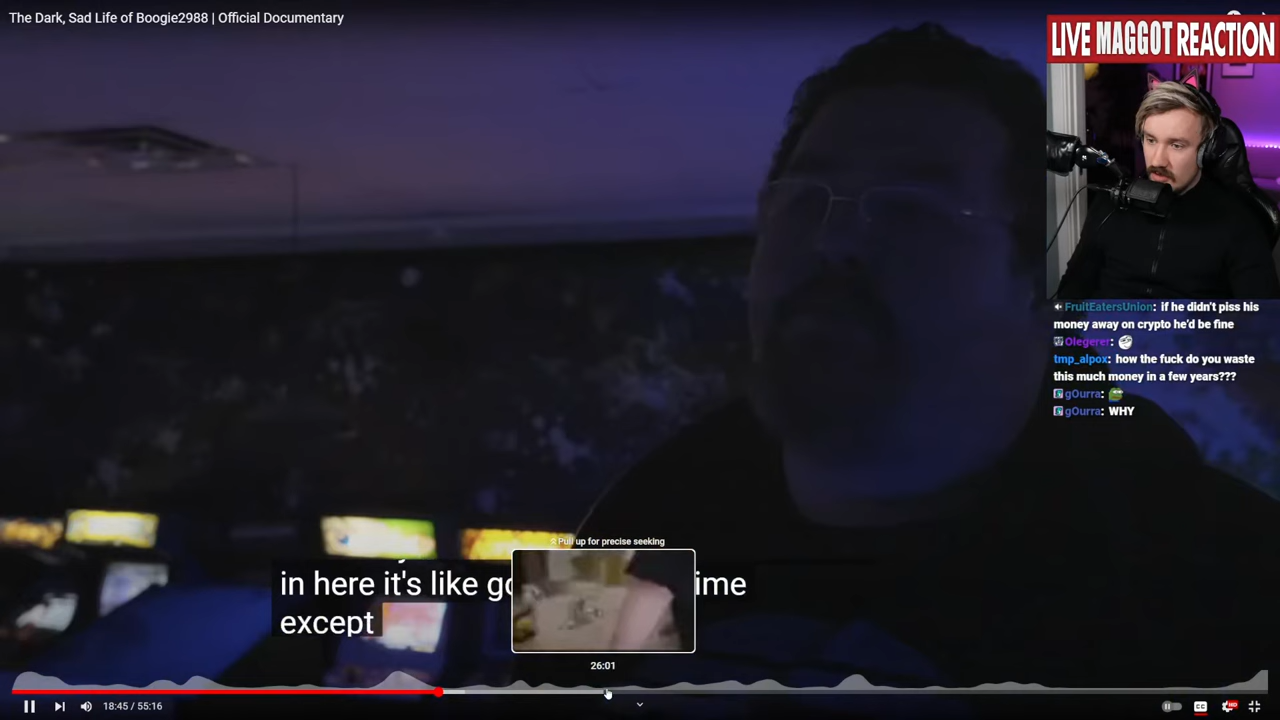 The Dark, Sad Life of Boogie2988 | Official Documentary
LIVE MAGGOT REACTION
FruitEatersUnion: if he didn't piss his
money away on crypto he'd be fine
Olegerer:
tmp_alpox: how the fuck do you waste
this much money in a few years???
gOurra:
gOurra: WHY
Pull up for precise seeking
in here it's like go ime
except
26:01
18:45 / 55:16
CC
HD